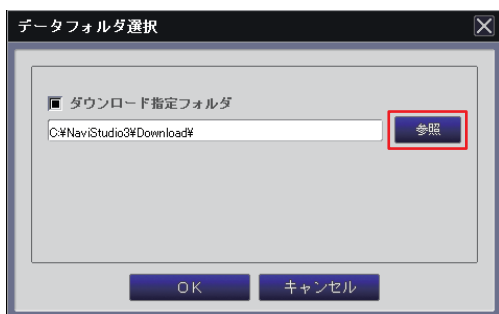 データフォルダ選択
ダウンロード指定フォルダ
C:¥NaviStudio3¥Download¥
参照
OK
キャンセル